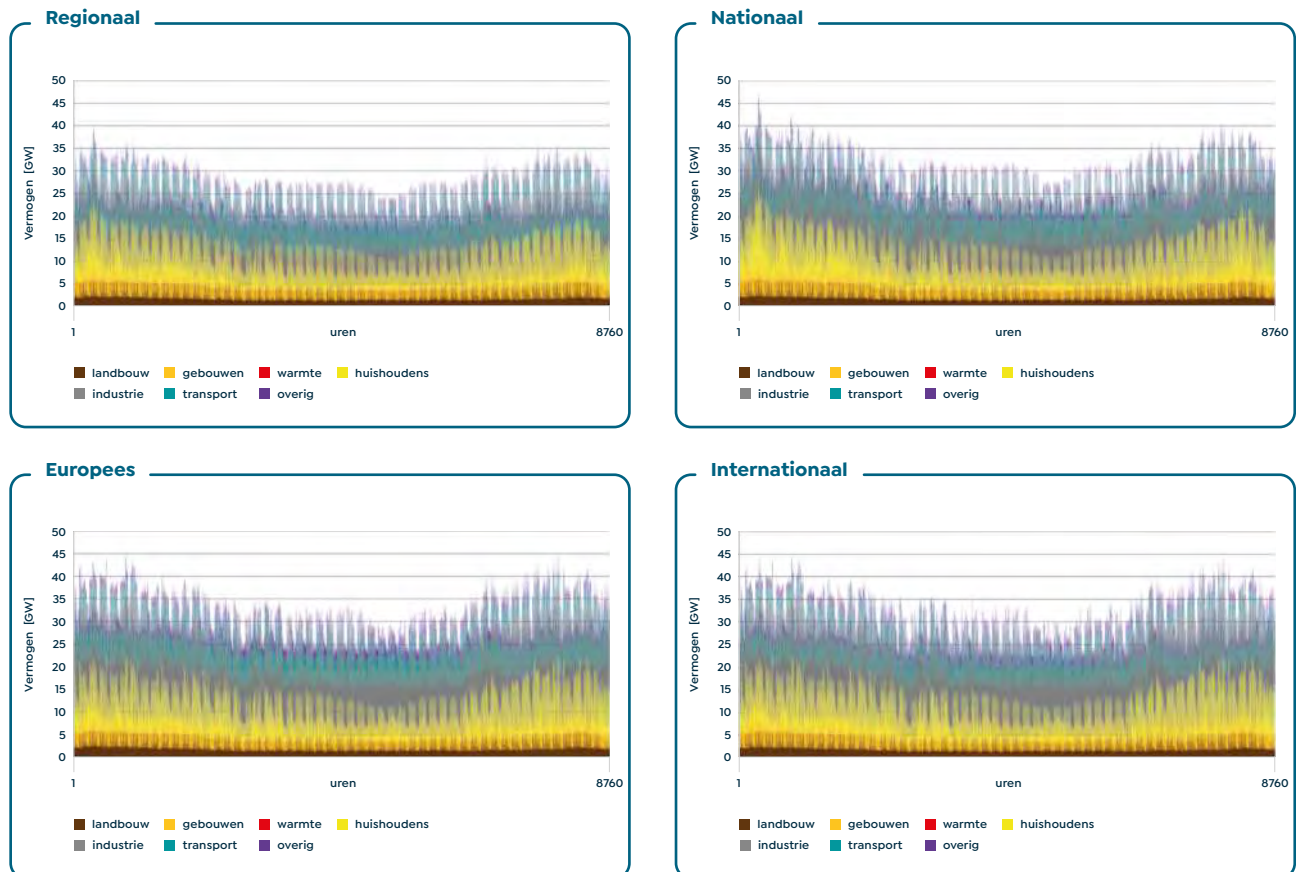 Regionaal
Vermogen [GW]
50
45
40
35
30
25
20
15
10
5
0
1 uren 8760
landbouw gebouwen warmte huishoudens
industrie transport overig
Nationaal
Vermogen [GW]
50
45
40
35
30
25
20
15
10
5
0
1 uren 8760
landbouw gebouwen warmte huishoudens
industrie transport overig
Europees
Vermogen [GW]
50
45
40
35
30
25
20
15
10
5
0
1 uren 8760
landbouw gebouwen warmte huishoudens
industrie transport overig
Internationaal
Vermogen [GW]
50
45
40
35
30
25
20
15
10
5
0
1 uren 8760
landbouw gebouwen warmte huishoudens
industrie transport overig